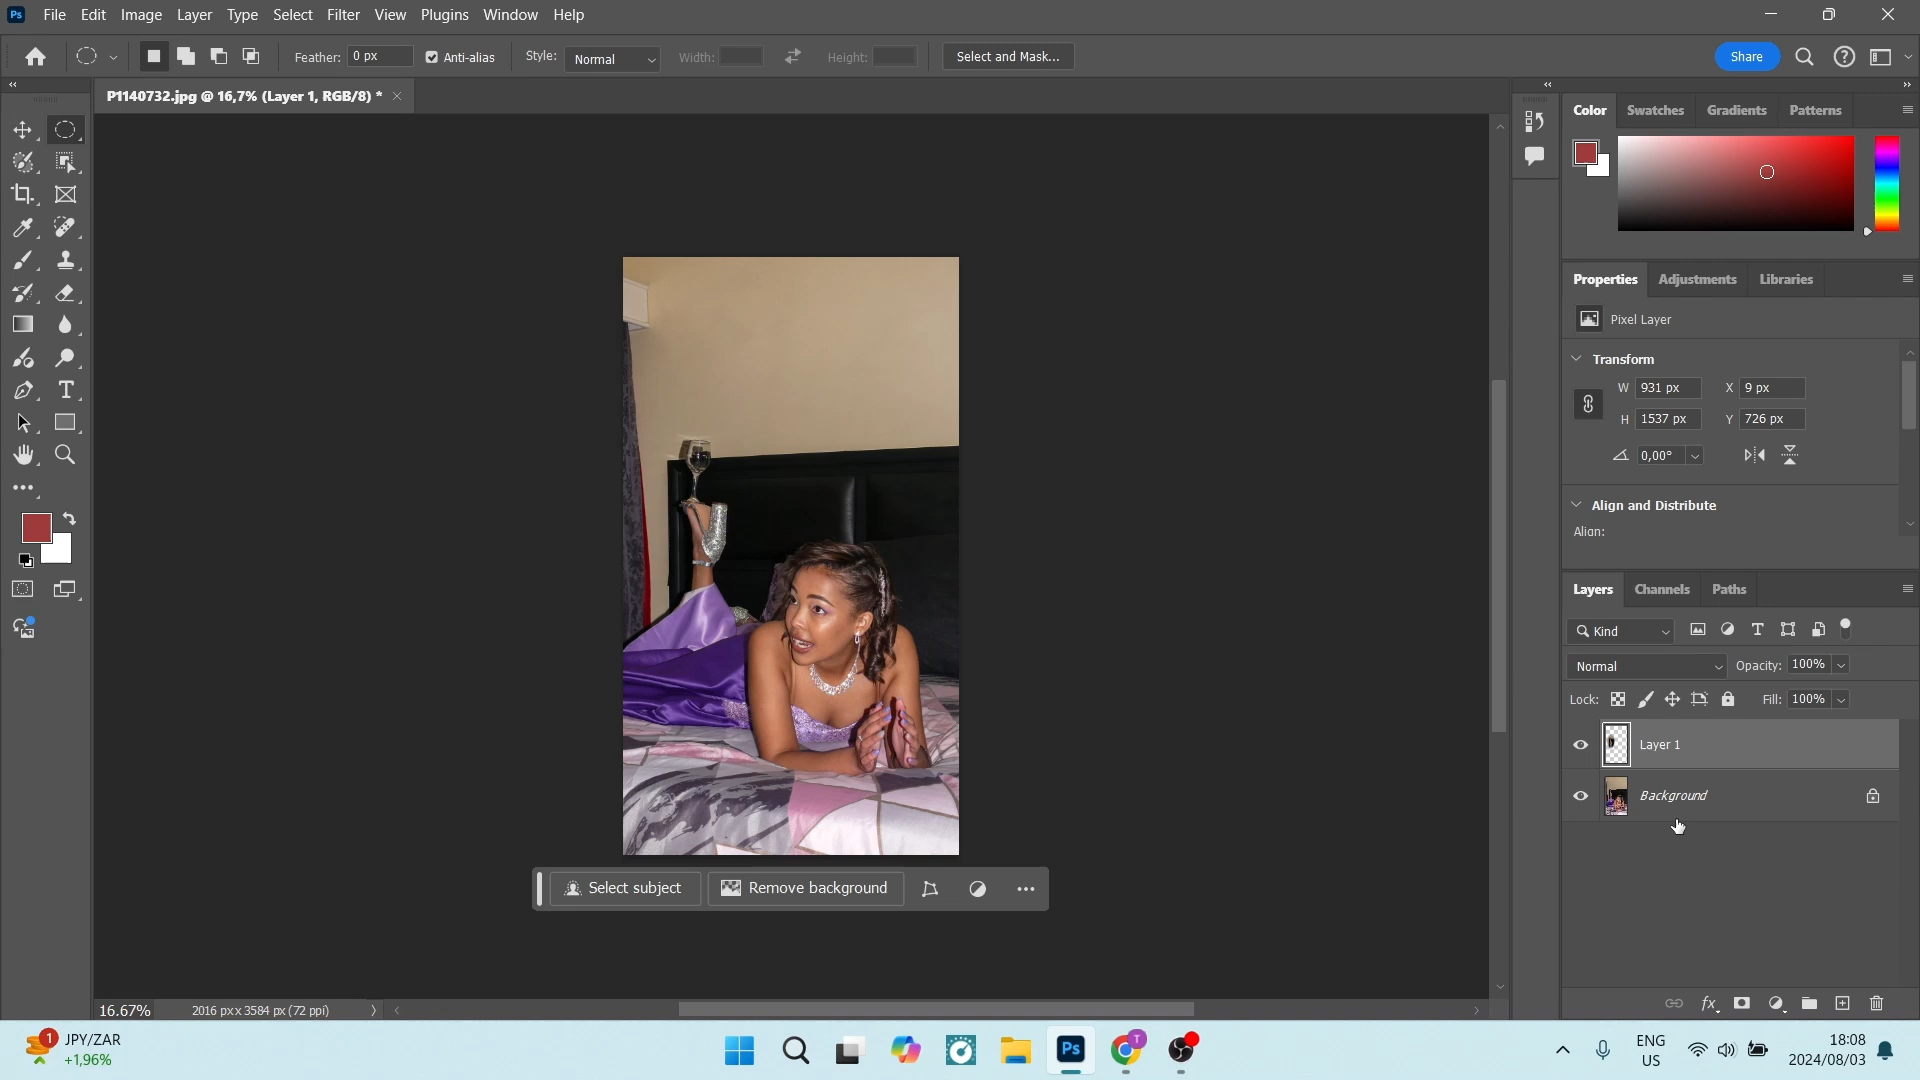 Ps File Edit Image Layer Type Select Filter View Plugins Window Help
Feather: 0 px Anti-alias Style: Normal Width: Height: Select and Mask... Share
P1140732.jpg @ 16,7% (Layer 1, RGB/8) *
Color Swatches Gradients Patterns
Properties Adjustments Libraries
Pixel Layer
Transform
W 931 px X 9 px
H 1537 px Y 726 px
0,00°
Align and Distribute
Align:
Layers Channels Paths
Kind
Normal Opacity: 100%
Lock: Fill: 100%
Layer 1
Background
Select subject Remove background
16.67% 2016 px x 3584 px (72 ppi)
fx
1 JPY/ZAR
+1,96%
Ps
T
ENG
US
18:08
2024/08/03